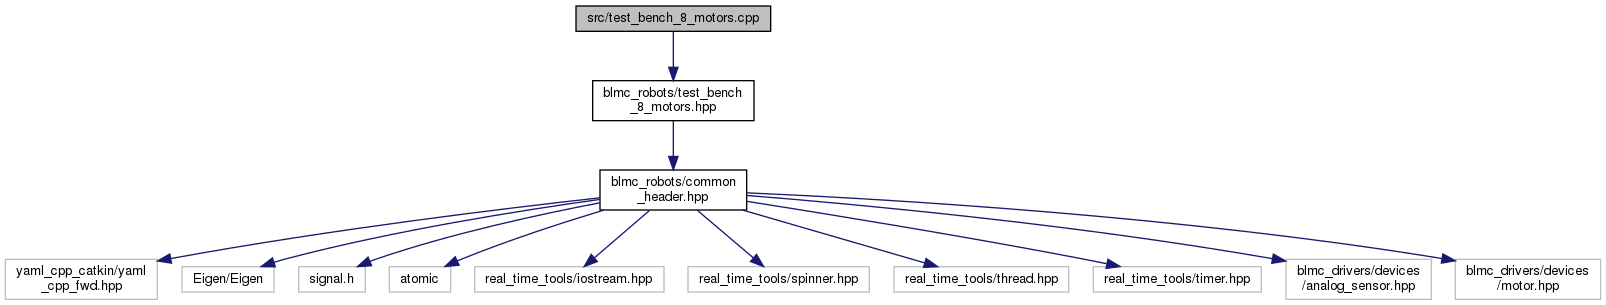 src/test_bench_8_motors.cpp
blmc_robots/test_bench
_8_motors.hpp
blmc_robots/common
_header.hpp
yaml_cpp_catkin/yaml
_cpp_fwd.hpp
Eigen/Eigen
signal.h
atomic
real_time_tools/iostream.hpp
real_time_tools/spinner.hpp
real_time_tools/thread.hpp
real_time_tools/timer.hpp
blmc_drivers/devices
/analog_sensor.hpp
blmc_drivers/devices
/motor.hpp